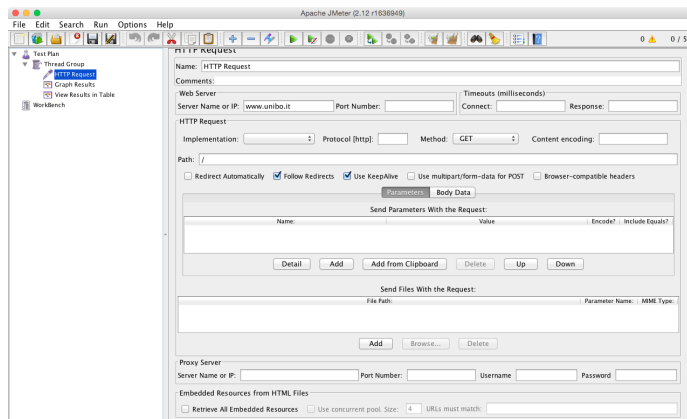 Apache JMeter (2.12 r1636949)
File Edit Search Run Options Help
0 0 / 5
Test Plan
Thread Group
HTTP Request
Graph Results
View Results in Table
WorkBench
HTTP Request
Name: HTTP Request
Comments:
Web Server
Server Name or IP: www.unibo.it Port Number:
Timeouts (milliseconds)
Connect: Response:
HTTP Request
Implementation: Protocol [http]: Method: GET Content encoding:
Path: /
Redirect Automatically Follow Redirects Use KeepAlive Use multipart/form-data for POST Browser-compatible headers
Parameters Body Data
Send Parameters With the Request:
Name: Value Encode? Include Equals?
Detail Add Add from Clipboard Delete Up Down
Send Files With the Request:
File Path: Parameter Name: MIME Type:
Add Browse... Delete
Proxy Server
Server Name or IP: Port Number: Username Password
Embedded Resources from HTML Files
Retrieve All Embedded Resources Use concurrent pool. Size: 4 URLs must match: